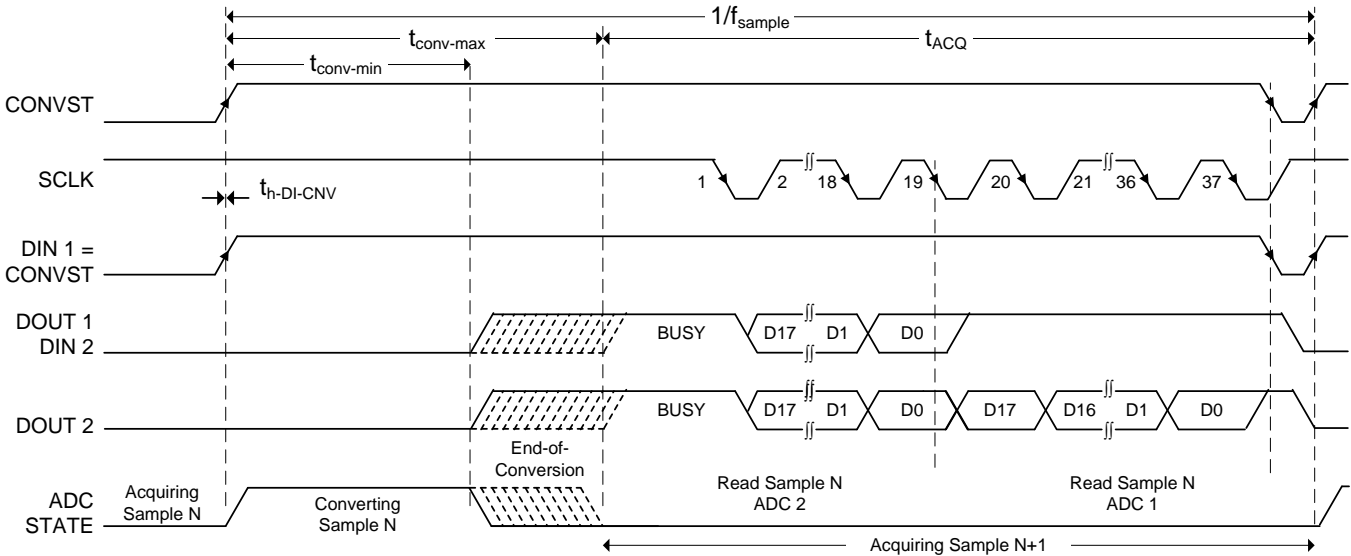 1/fsample
tconv-max
tACQ
tconv-min
CONVST
SCLK
1 2 ∫∫ 18 19 20 21 ∫∫ 36 37
th-DI-CNV
DIN 1 =
CONVST
DOUT 1
DIN 2
BUSY D17 ∫∫ D1 D0
∫∫
DOUT 2
BUSY D17 ∫∫ D1 D0 D17 D16 ∫∫ D1 D0
∫∫ ∫∫
End-of-
Conversion
ADC
STATE
Acquiring
Sample N
Converting
Sample N
Read Sample N
ADC 2
Read Sample N
ADC 1
Acquiring Sample N+1